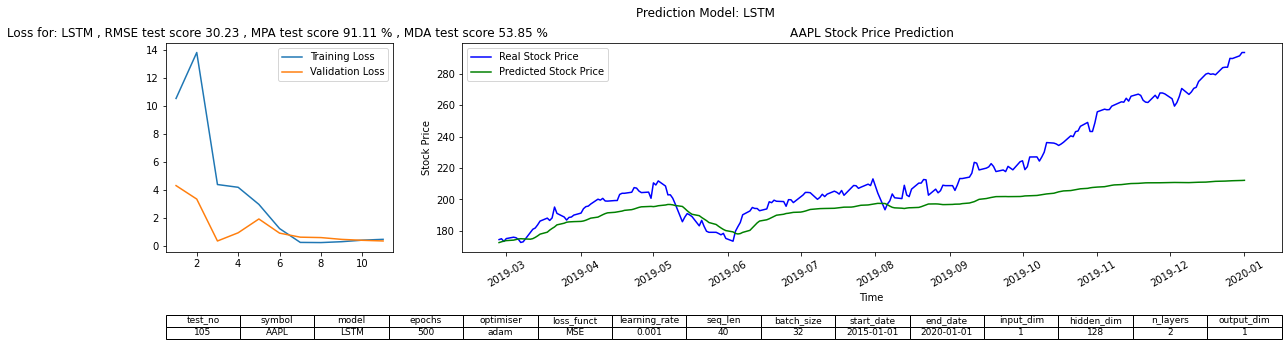 Prediction Model: LSTM
Loss for: LSTM , RMSE test score 30.23 , MPA test score 91.11 % , MDA test score 53.85 %
AAPL Stock Price Prediction
14
12
10
8
6
4
2
0
Training Loss
Validation Loss
2 4 6 8 10
Stock Price
280
260
240
220
200
180
Real Stock Price
Predicted Stock Price
2019-03 2019-04 2019-05 2019-06 2019-07 2019-08 2019-09 2019-10 2019-11 2019-12 2020-01
Time
test_no symbol model epochs optimiser loss_funct learning_rate seq_len batch_size start_date end_date input_dim hidden_dim n_layers output_dim
105 AAPL LSTM 500 adam MSE 0.001 40 32 2015-01-01 2020-01-01 1 128 2 1